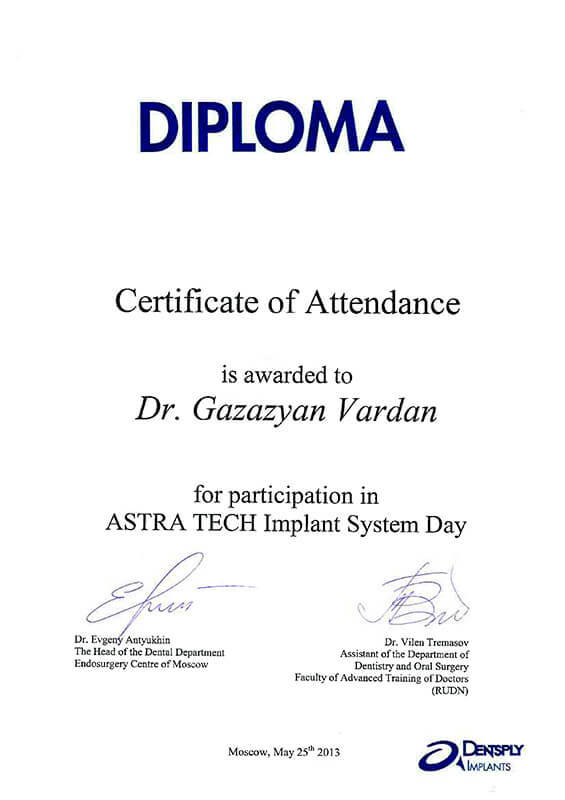 DIPLOMA
Certificate of Attendance
is awarded to
Dr. Gazazyan Vardan
for participation in
ASTRA TECH Implant System Day
Dr. Evgeny Antyukhin
The Head of the Dental Department
Endosurgery Centre of Moscow
Dr. Vilen Tremasov
Assistant of the Department of
Dentistry and Oral Surgery
Faculty of Advanced Training of Doctors
(RUDN)
Moscow, May 25th 2013
DENTSPLY
IMPLANTS